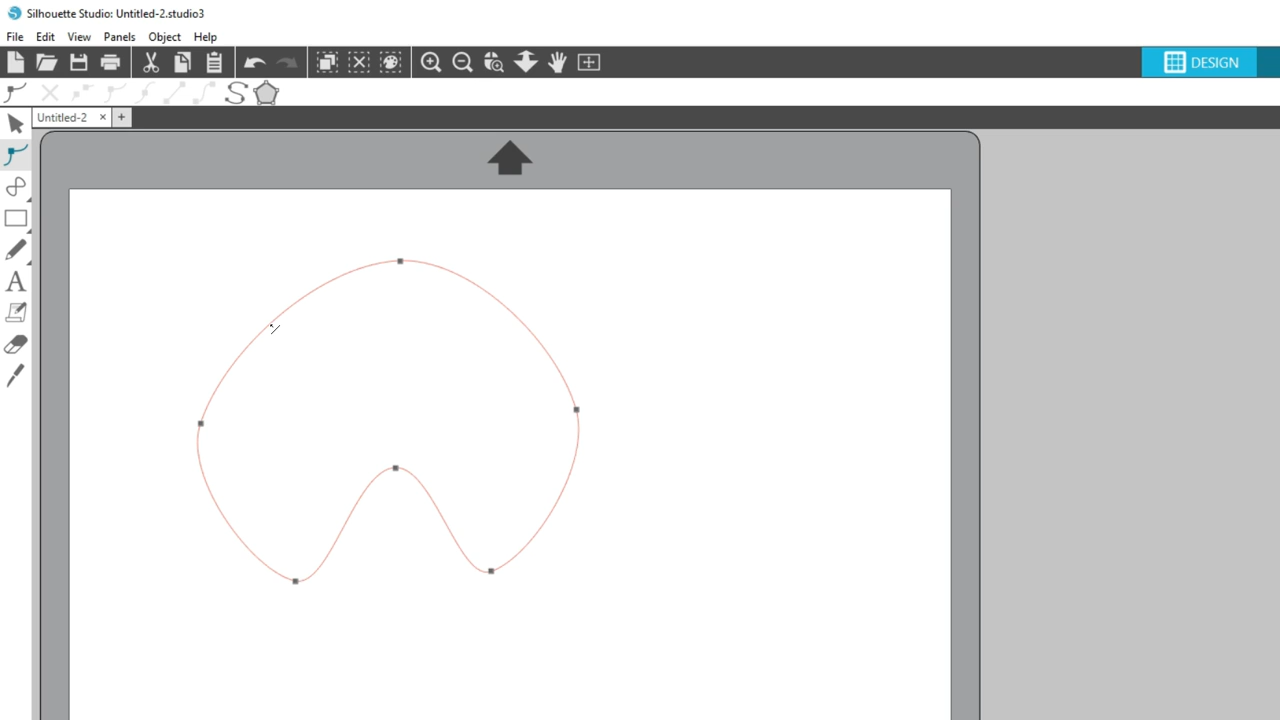 Silhouette Studio: Untitled-2.studio3
File Edit View Panels Object Help
DESIGN
Untitled-2 × +
A